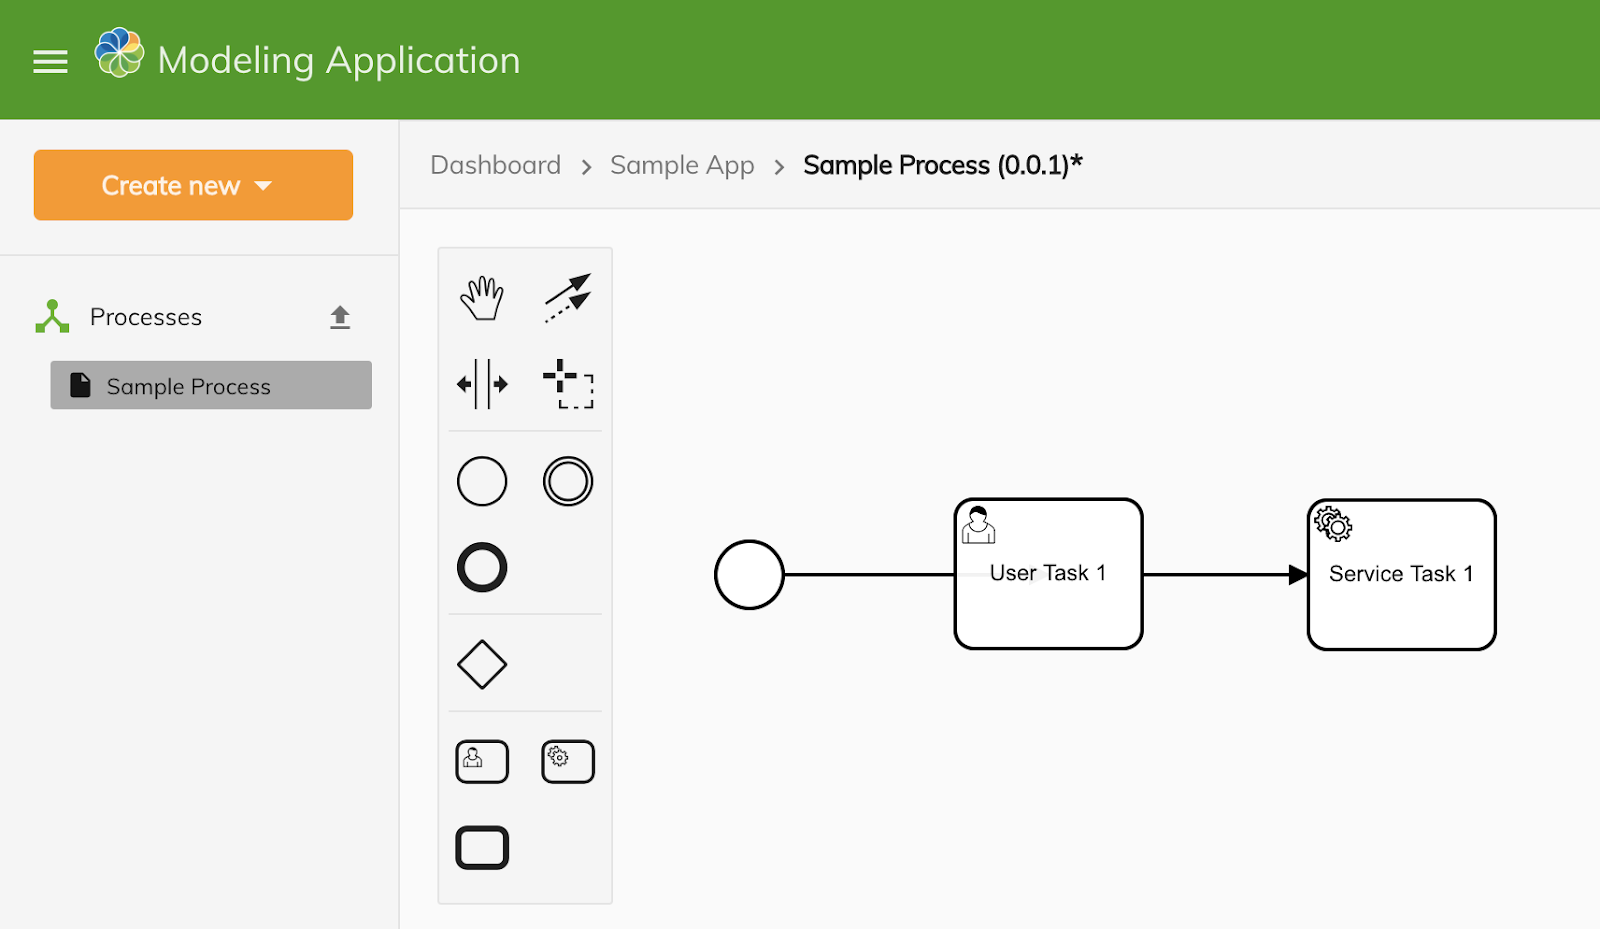 Modeling Application
Create new
Dashboard > Sample App > Sample Process (0.0.1)*
Processes
Sample Process
User Task 1
Service Task 1